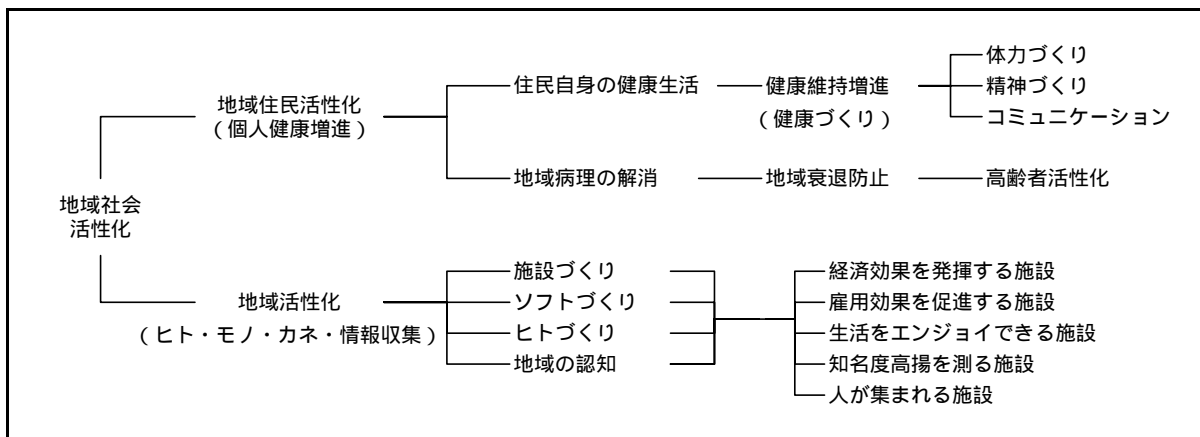 地域社会
活性化
地域住民活性化
(個人健康増進)
住民自身の健康生活
健康維持増進
(健康づくり)
体力づくり
精神づくり
コミュニケーション
地域病理の解消
地域衰退防止
高齢者活性化
地域活性化
(ヒト・モノ・カネ・情報収集)
施設づくり
ソフトづくり
ヒトづくり
地域の認知
経済効果を発揮する施設
雇用効果を促進する施設
生活をエンジョイできる施設
知名度高揚を測る施設
人が集まれる施設